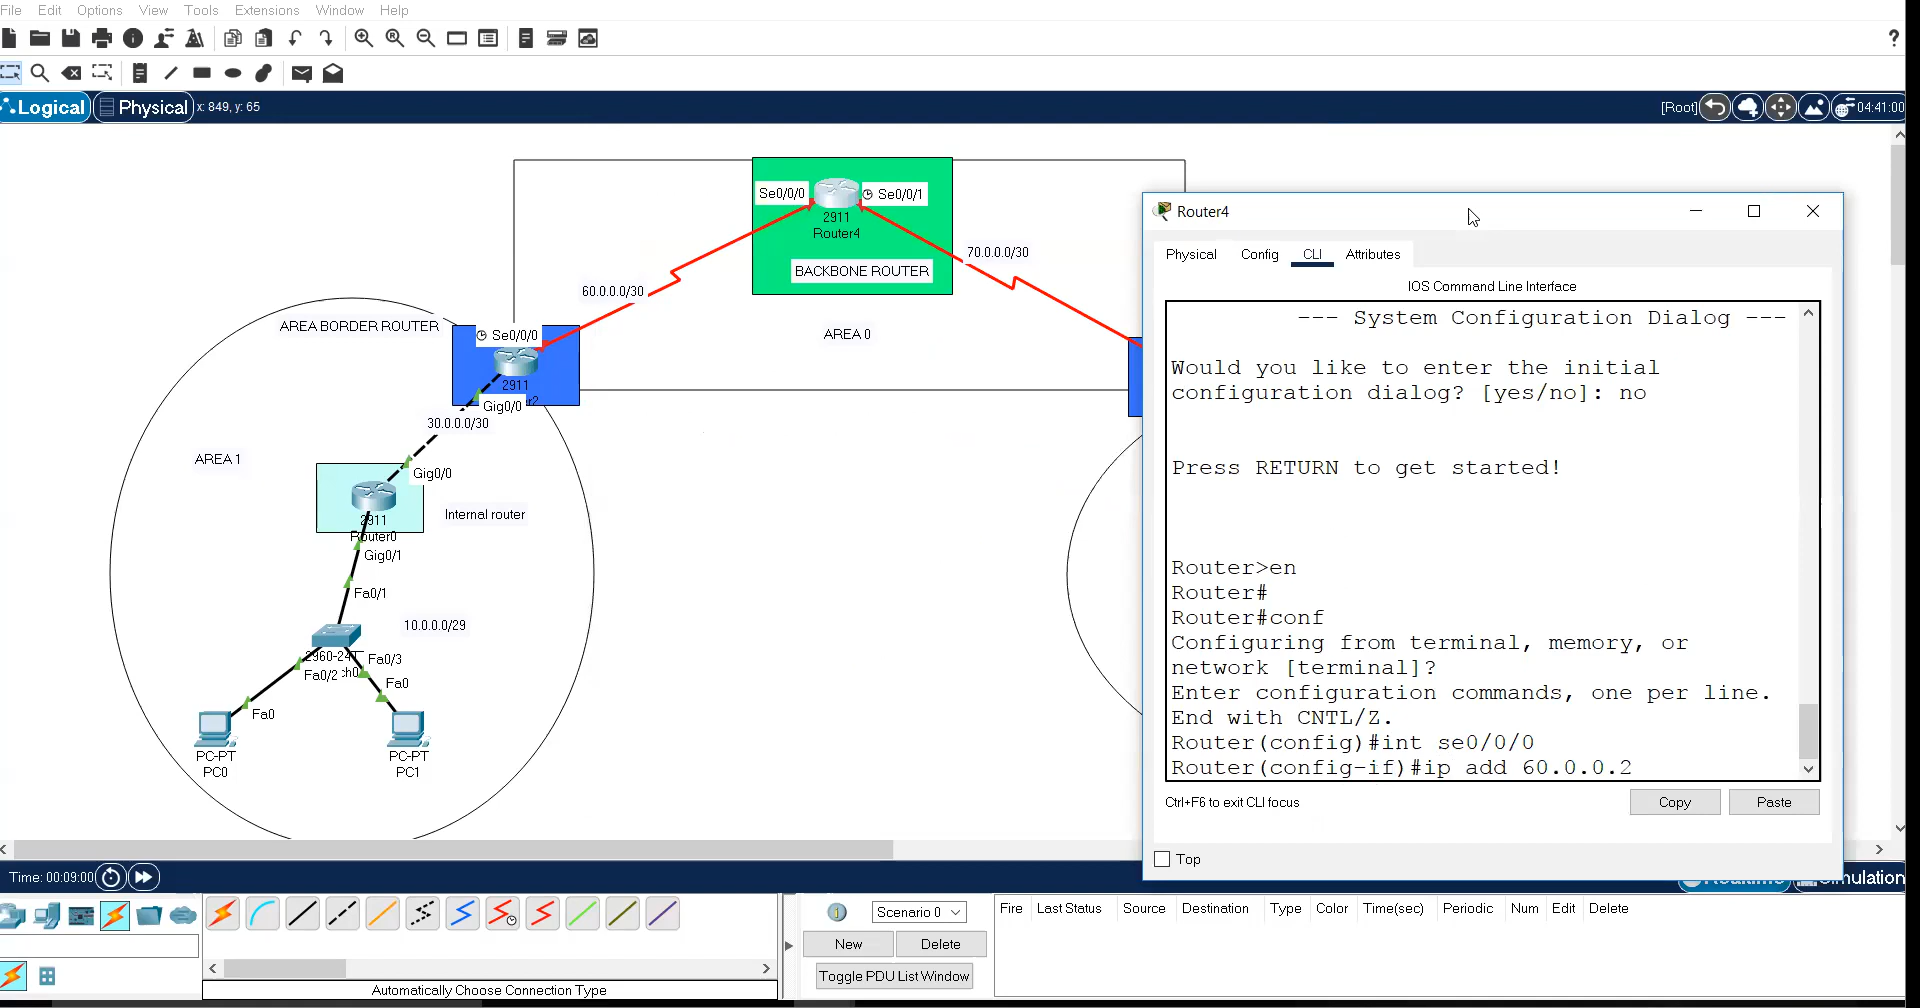 File Edit Options View Tools Extensions Window Help
?
Logical Physical x: 849, y: 65
[Root] 04:41:00
Se0/0/0 Se0/0/1
2911
Router4
BACKBONE ROUTER
70.0.0.0/30
60.0.0.0/30
AREA 0
AREA BORDER ROUTER
Se0/0/0
2911
Gig0/0
30.0.0.0/30
AREA 1
Gig0/0
2911
Router0
Internal router
Gig0/1
Fa0/1
10.0.0.0/29
2960-24T
Fa0/3
Fa0/2
Fa0
Fa0
PC-PT
PC0
PC-PT
PC1
Router4
Physical Config CLI Attributes
IOS Command Line Interface
--- System Configuration Dialog ---
Would you like to enter the initial
configuration dialog? [yes/no]: no
Press RETURN to get started!
Router>en
Router#
Router#conf
Configuring from terminal, memory, or
network [terminal]?
Enter configuration commands, one per line.
End with CNTL/Z.
Router(config)#int se0/0/0
Router(config-if)#ip add 60.0.0.2
Ctrl+F6 to exit CLI focus
Copy Paste
Top
Time: 00:09:00
Realtime Simulation
Scenario 0
New Delete
Toggle PDU List Window
Fire Last Status Source Destination Type Color Time(sec) Periodic Num Edit Delete
Automatically Choose Connection Type